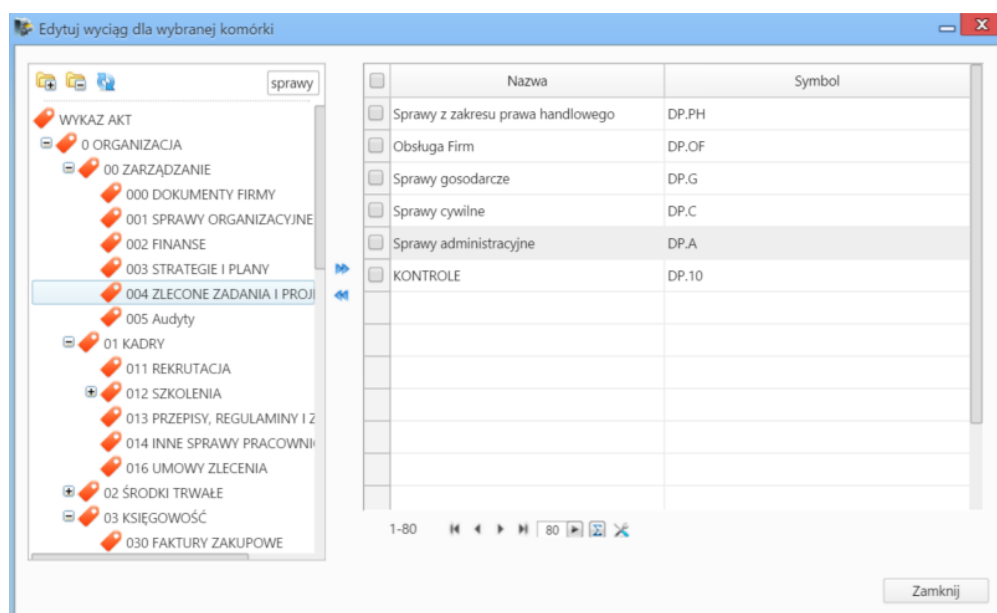 Edytuj wyciąg dla wybranej komórki
sprawy
WYKAZ AKT
0 ORGANIZACJA
00 ZARZĄDZANIE
000 DOKUMENTY FIRMY
001 SPRAWY ORGANIZACYJNE
002 FINANSE
003 STRATEGIE I PLANY
004 ZLECONE ZADANIA I PROJ
005 Audyty
01 KADRY
011 REKRUTACJA
012 SZKOLENIA
013 PRZEPISY, REGULAMINY I Z
014 INNE SPRAWY PRACOWNI
016 UMOWY ZLECENIA
02 ŚRODKI TRWAŁE
03 KSIĘGOWOŚĆ
030 FAKTURY ZAKUPOWE
Nazwa Symbol
Sprawy z zakresu prawa handlowego DP.PH
Obsługa Firm DP.OF
Sprawy gosodarcze DP.G
Sprawy cywilne DP.C
Sprawy administracyjne DP.A
KONTROLE DP.10
1-80 80
Zamknij